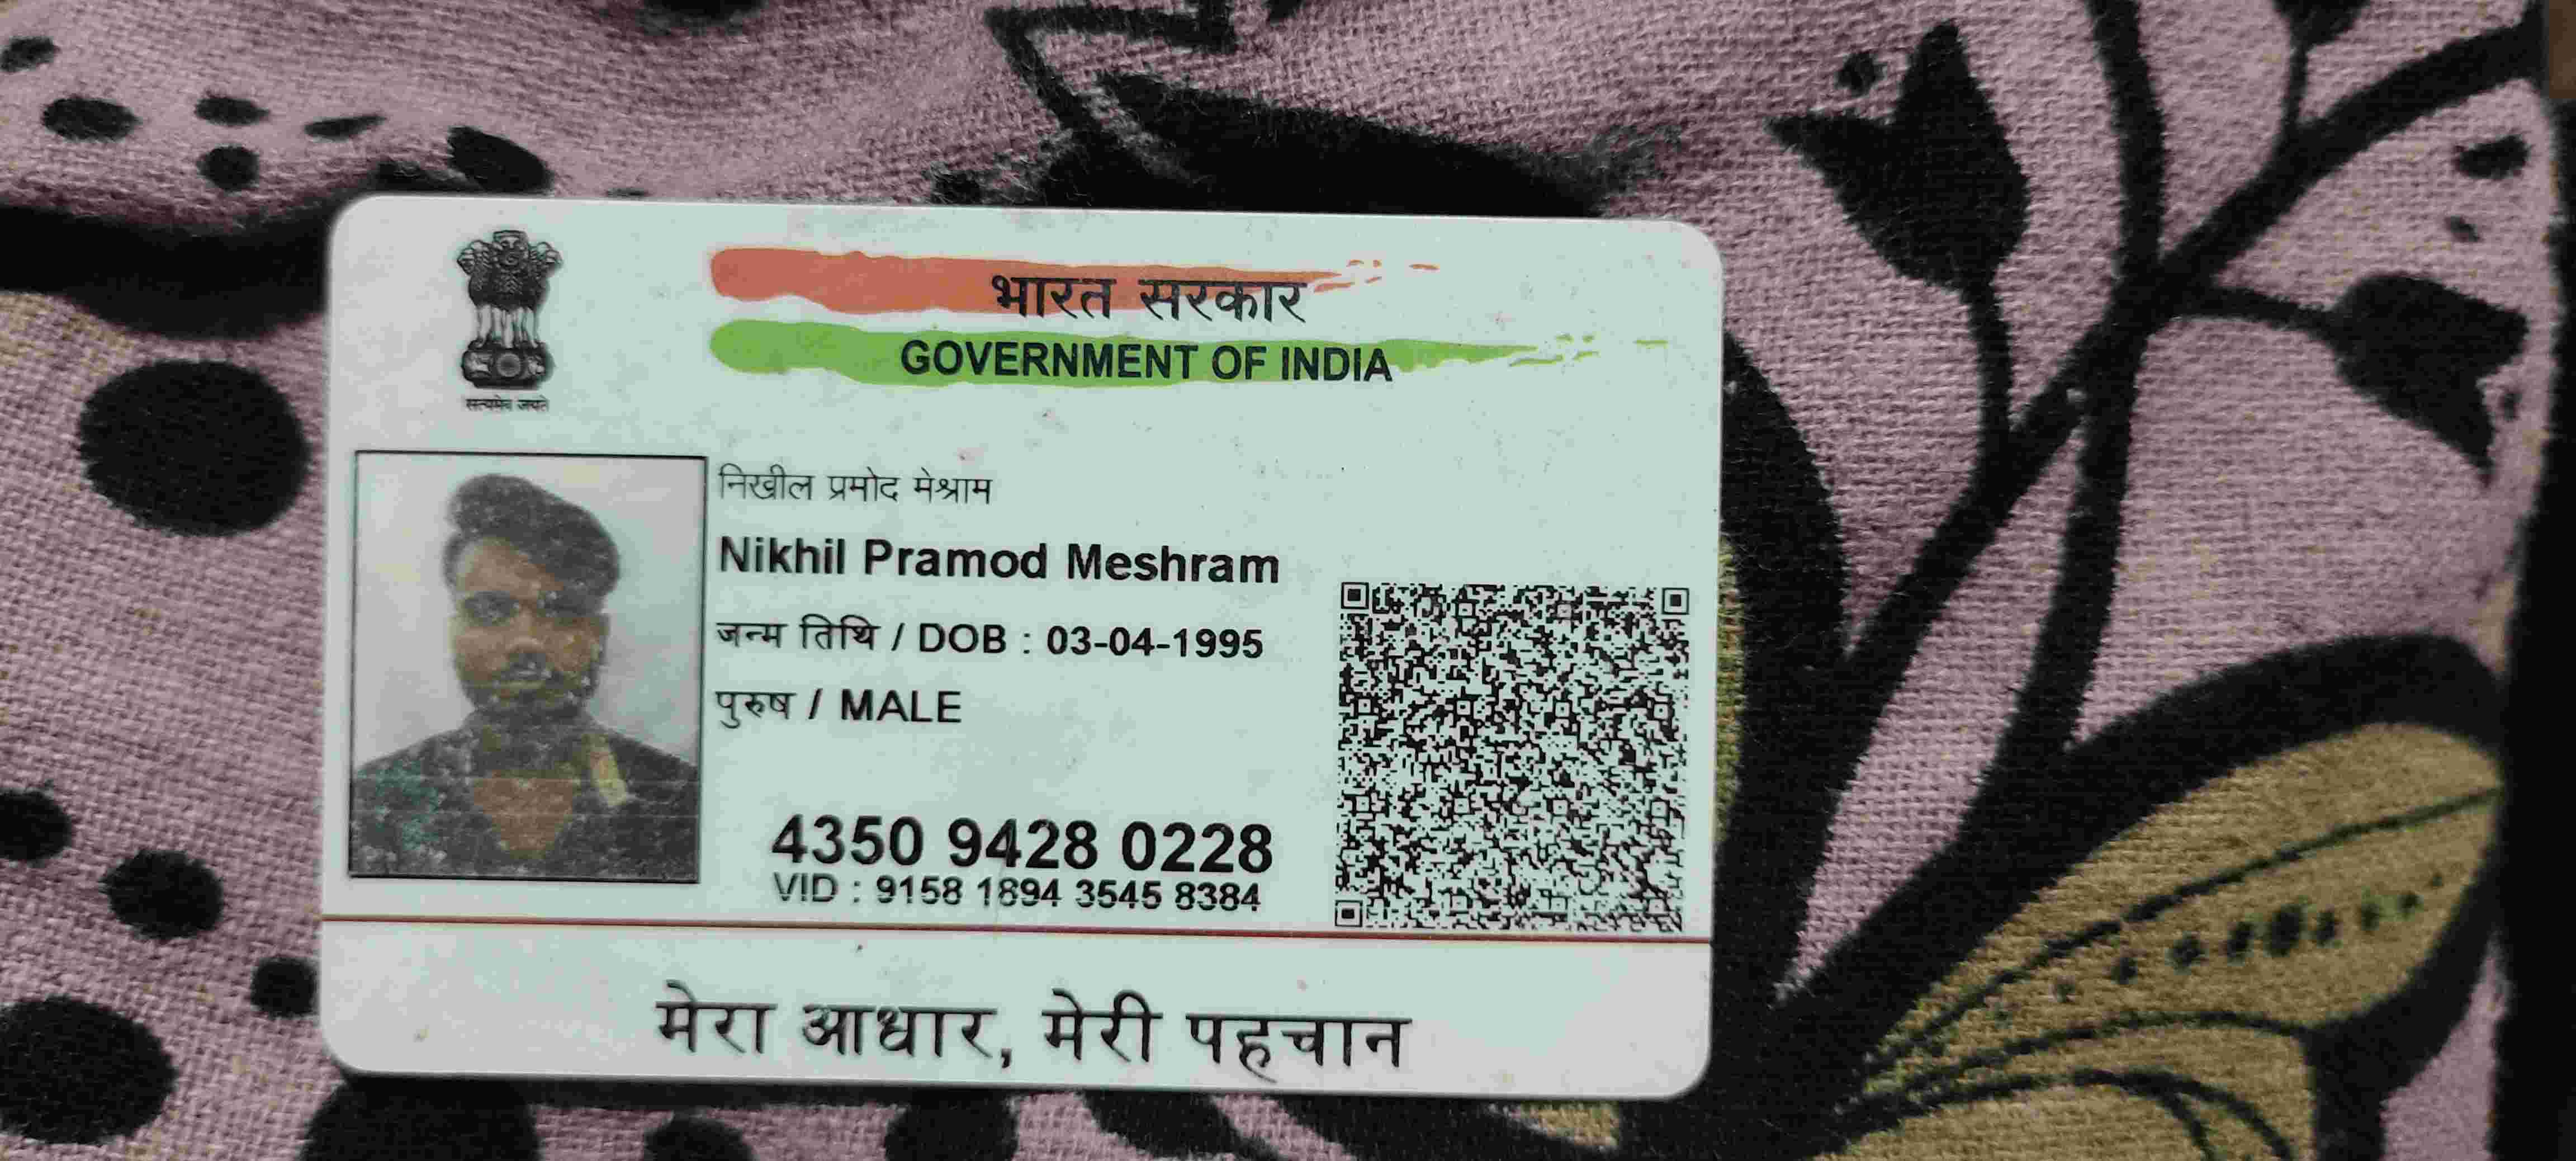 भारत सरकार
GOVERNMENT OF INDIA
सत्यमेव जयते
निखील प्रमोद मेश्राम
Nikhil Pramod Meshram
जन्म तिथि / DOB : 03-04-1995
पुरुष / MALE
4350 9428 0228
VID : 9158 1894 3545 8384
मेरा आधार, मेरी पहचान